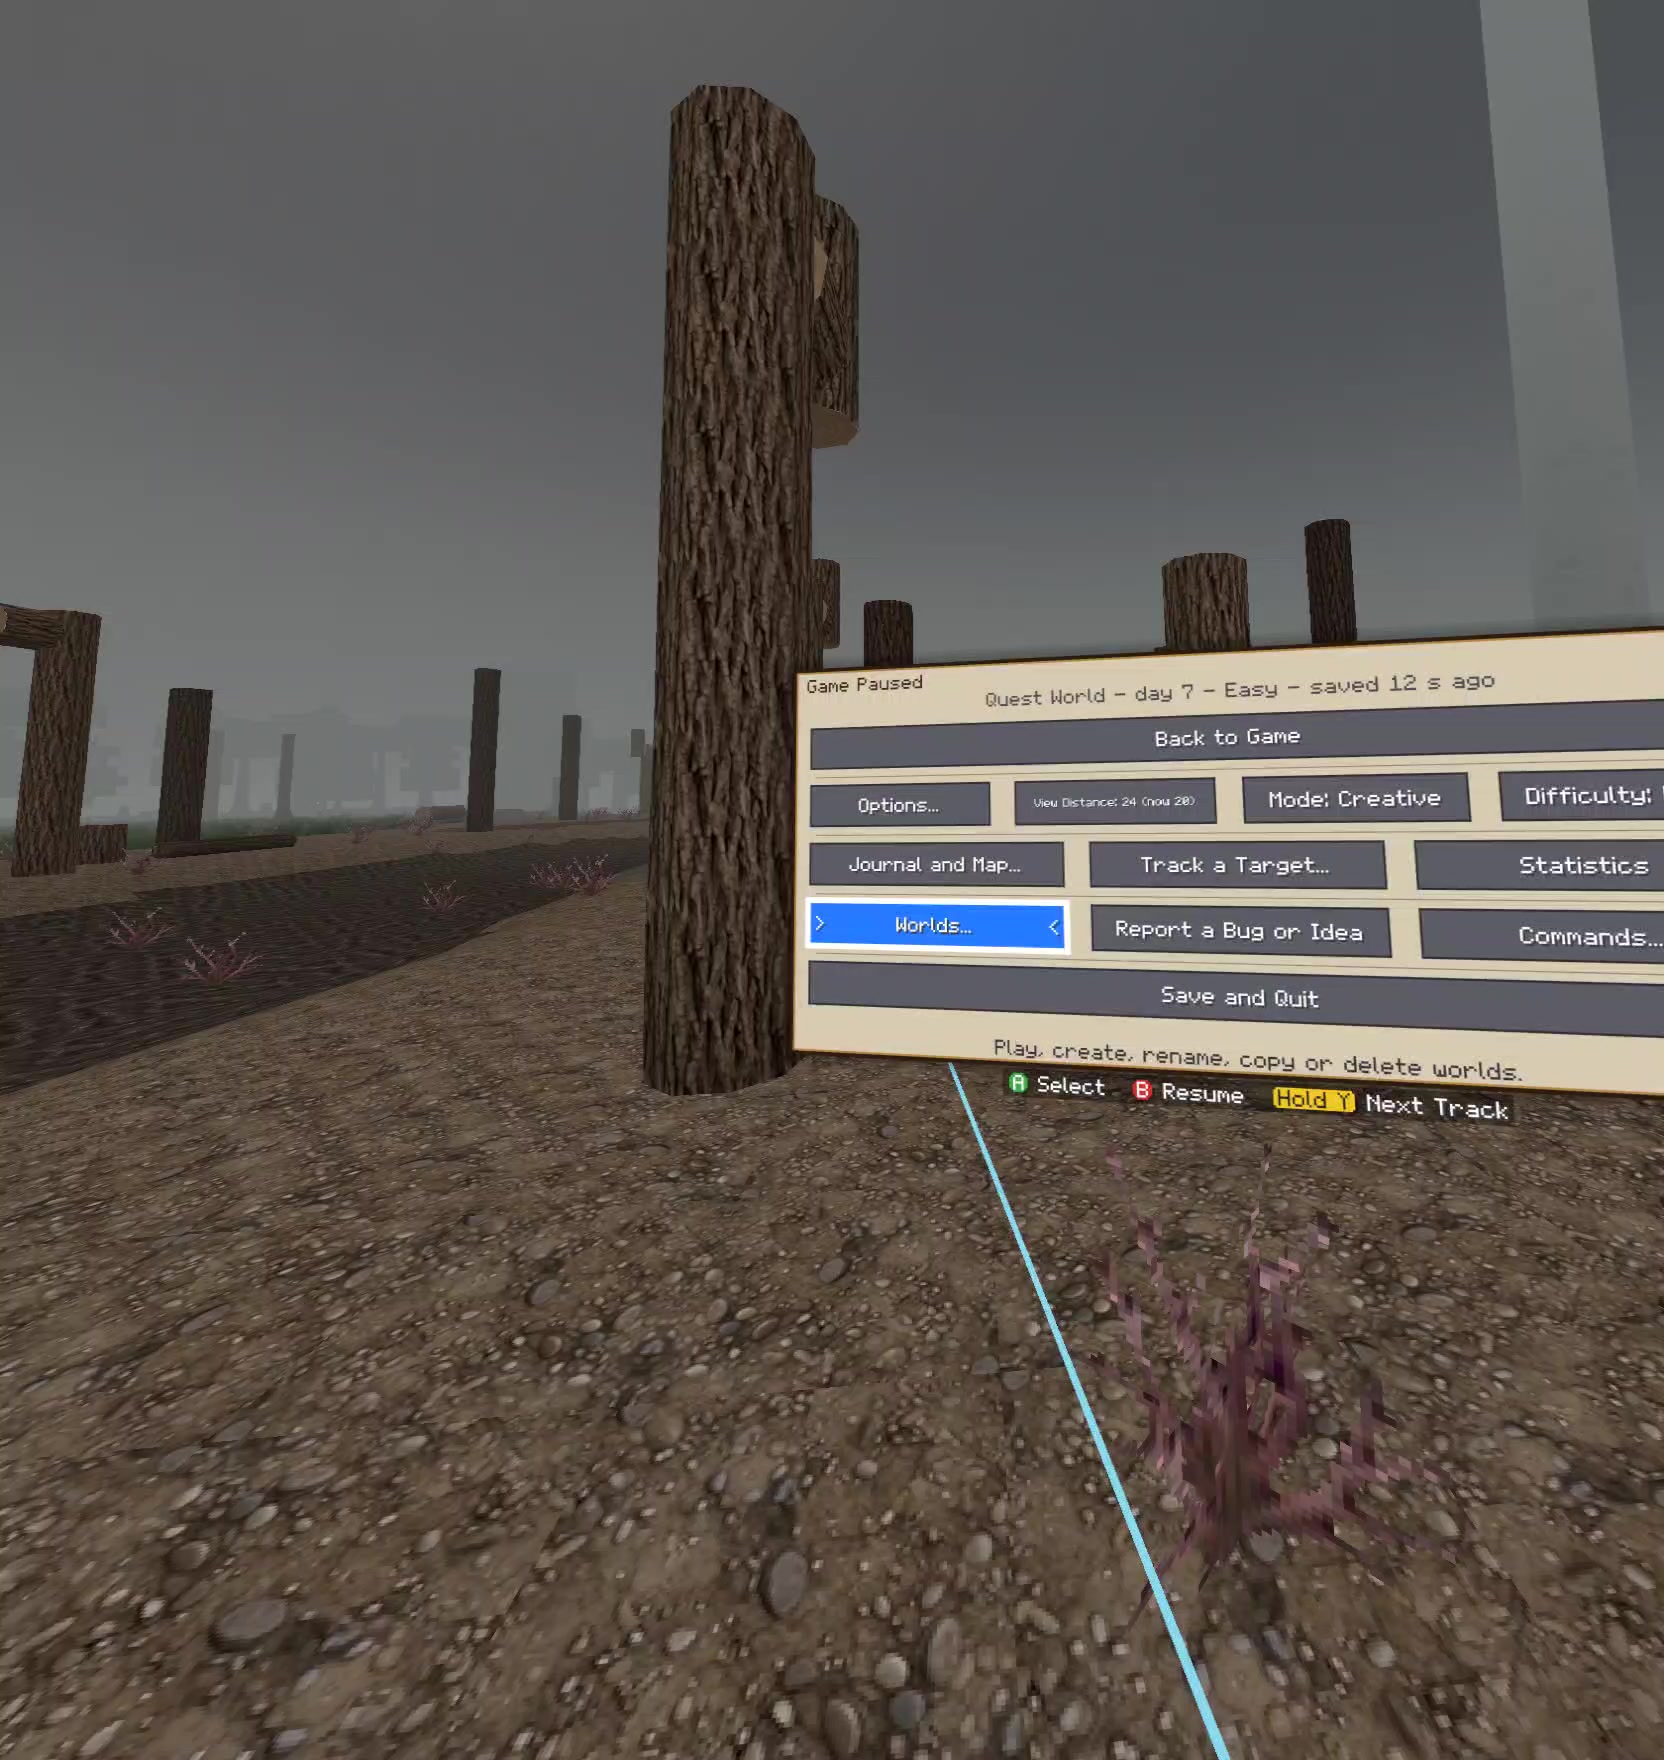 Game Paused
Quest World - day 7 - Easy - saved 12 s ago
Back to Game
Options...
View Distance: 24 (now 20)
Mode: Creative
Difficulty:
Journal and Map...
Track a Target...
Statistics
> Worlds... <
Report a Bug or Idea
Commands...
Save and Quit
Play, create, rename, copy or delete worlds.
A Select B Resume Hold Y Next Track